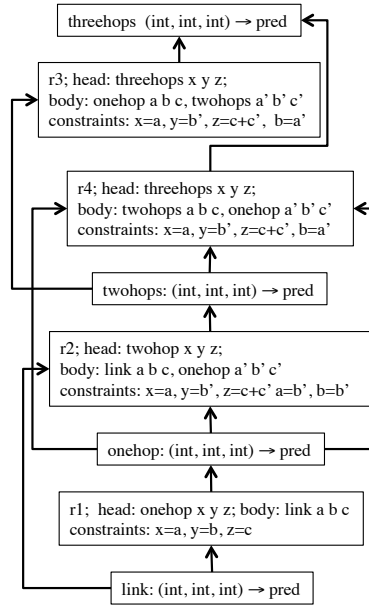 threehops (int, int, int) → pred
r3; head: threehops x y z;
body: onehop a b c, twohops a’ b’ c’
constraints: x=a, y=b’, z=c+c’, b=a’
r4; head: threehops x y z;
body: twohops a b c, onehop a’ b’ c’
constraints: x=a, y=b’, z=c+c’, b=a’
twohops: (int, int, int) → pred
r2; head: twohop x y z;
body: link a b c, onehop a’ b’ c’
constraints: x=a, y=b’, z=c+c’ a=b’, b=b’
onehop: (int, int, int) → pred
r1; head: onehop x y z; body: link a b c
constraints: x=a, y=b, z=c
link: (int, int, int) → pred